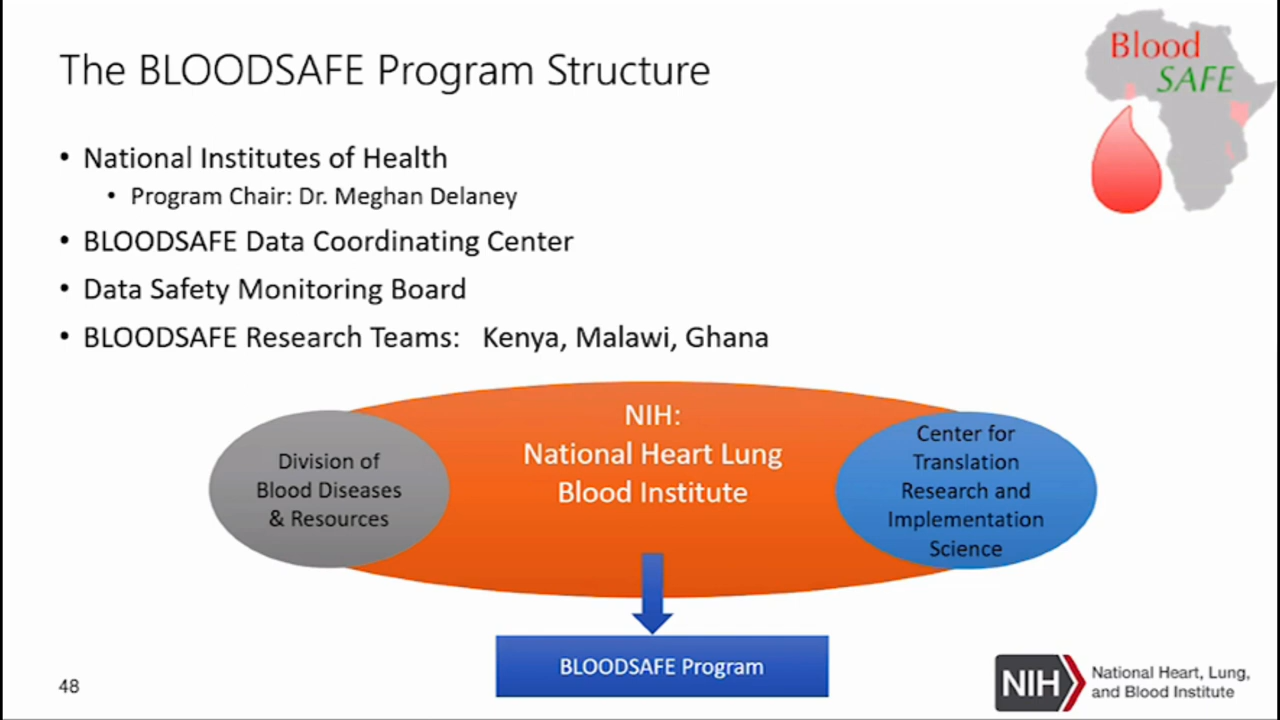 The BLOODSAFE Program Structure
Blood
SAFE
• National Institutes of Health
• Program Chair: Dr. Meghan Delaney
• BLOODSAFE Data Coordinating Center
• Data Safety Monitoring Board
• BLOODSAFE Research Teams: Kenya, Malawi, Ghana
NIH:
National Heart Lung
Blood Institute
Division of
Blood Diseases
& Resources
Center for
Translation
Research and
Implementation
Science
BLOODSAFE Program
48
NIH
National Heart, Lung,
and Blood Institute